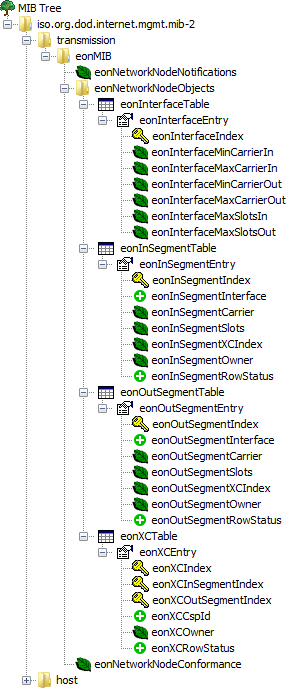 MIB Tree
iso.org.dod.internet.mgmt.mib-2
transmission
eonMIB
eonNetworkNodeNotifications
eonNetworkNodeObjects
eonInterfaceTable
eonInterfaceEntry
eonInterfaceIndex
eonInterfaceMinCarrierIn
eonInterfaceMaxCarrierIn
eonInterfaceMinCarrierOut
eonInterfaceMaxCarrierOut
eonInterfaceMaxSlotsIn
eonInterfaceMaxSlotsOut
eonInSegmentTable
eonInSegmentEntry
eonInSegmentIndex
eonInSegmentInterface
eonInSegmentCarrier
eonInSegmentSlots
eonInSegmentXCIndex
eonInSegmentOwner
eonInSegmentRowStatus
eonOutSegmentTable
eonOutSegmentEntry
eonOutSegmentIndex
eonOutSegmentInterface
eonOutSegmentCarrier
eonOutSegmentSlots
eonOutSegmentXCIndex
eonOutSegmentOwner
eonOutSegmentRowStatus
eonXCTable
eonXCEntry
eonXCIndex
eonXCInSegmentIndex
eonXCOutSegmentIndex
eonXCCspId
eonXCOwner
eonXCRowStatus
eonNetworkNodeConformance
host